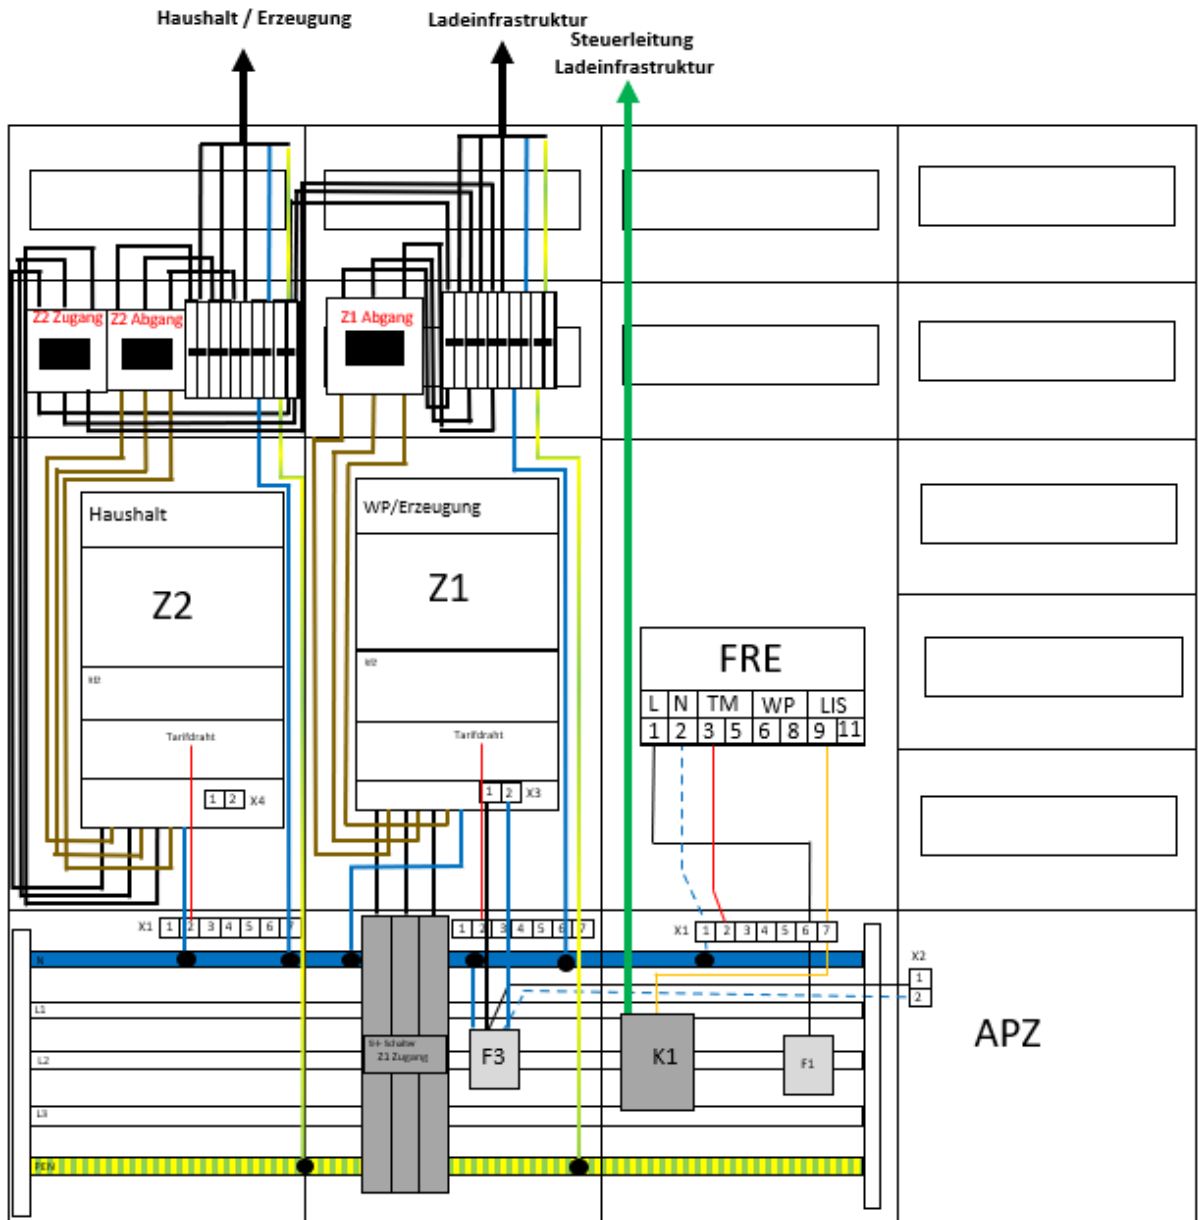 Haushalt / Erzeugung
Ladeinfrastruktur
Steuerleitung
Ladeinfrastruktur
Z2 Zugang
Z2 Abgang
Z1 Abgang
Haushalt
Z2
Tarifdraht
1 2 X4
WP/Erzeugung
Z1
Tarifdraht
1 2 X3
FRE
L N TM WP LIS
1 2 3 5 6 8 9 11
X1 1 2 3 4 5 6 7
1 2 3 4 5 6 7
X1 1 2 3 4 5 6 7
X2
1
2
N
L1
L2
L3
PEN
SH- Schalter
Z1 Zugang
F3
K1
F1
APZ